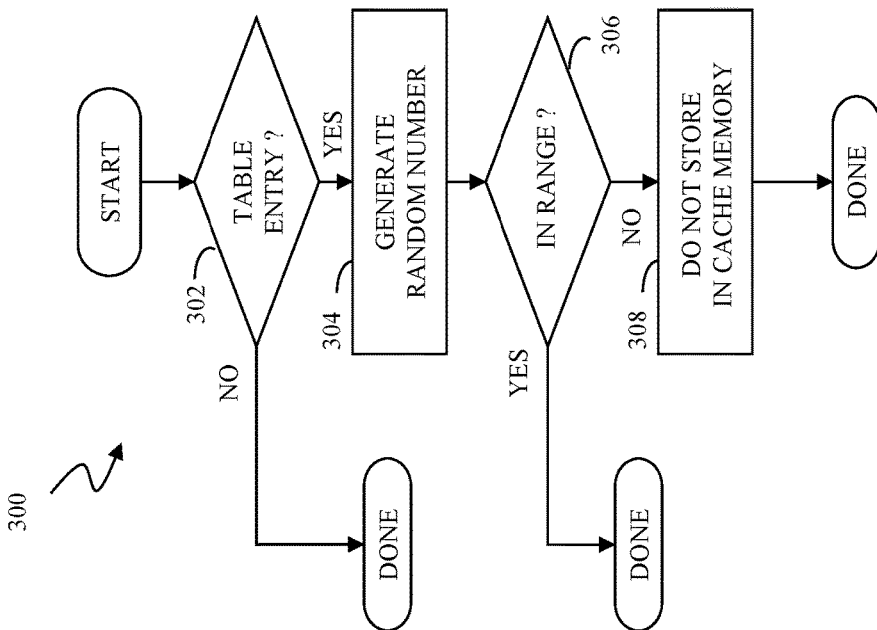 300
START
302
TABLE
ENTRY ?
NO
YES
DONE
304
GENERATE
RANDOM NUMBER
306
IN RANGE ?
YES
NO
DONE
308
DO NOT STORE
IN CACHE MEMORY
DONE